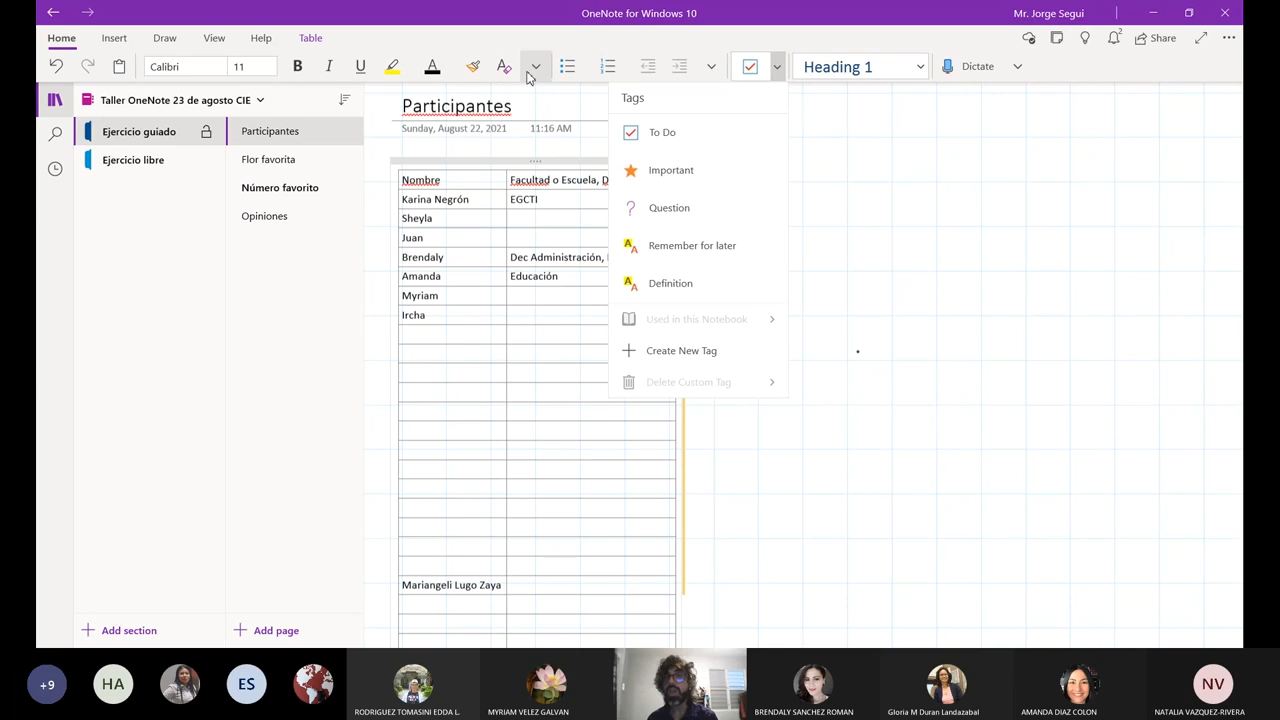 OneNote for Windows 10
Mr. Jorge Segui
Home
Insert
Draw
View
Help
Table
Share
Calibri
11
B
I
U
A
Heading 1
Dictate
Taller OneNote 23 de agosto CIE
Ejercicio guiado
Ejercicio libre
Participantes
Flor favorita
Número favorito
Opiniones
Participantes
Sunday, August 22, 2021 11:16 AM
Nombre
Facultad o Escuela, D
Karina Negrón
EGCTI
Sheyla
Juan
Brendaly
Dec Administración,
Amanda
Educación
Myriam
Ircha
Mariangeli Lugo Zaya
Tags
To Do
Important
Question
Remember for later
Definition
Used in this Notebook
Create New Tag
Delete Custom Tag
Add section
Add page
+9
HA
ES
RODRIGUEZ TOMASINI EDDA L.
MYRIAM VELEZ GALVAN
BRENDALY SANCHEZ ROMAN
Gloria M Duran Landazabal
AMANDA DIAZ COLON
NV
NATALIA VAZQUEZ-RIVERA